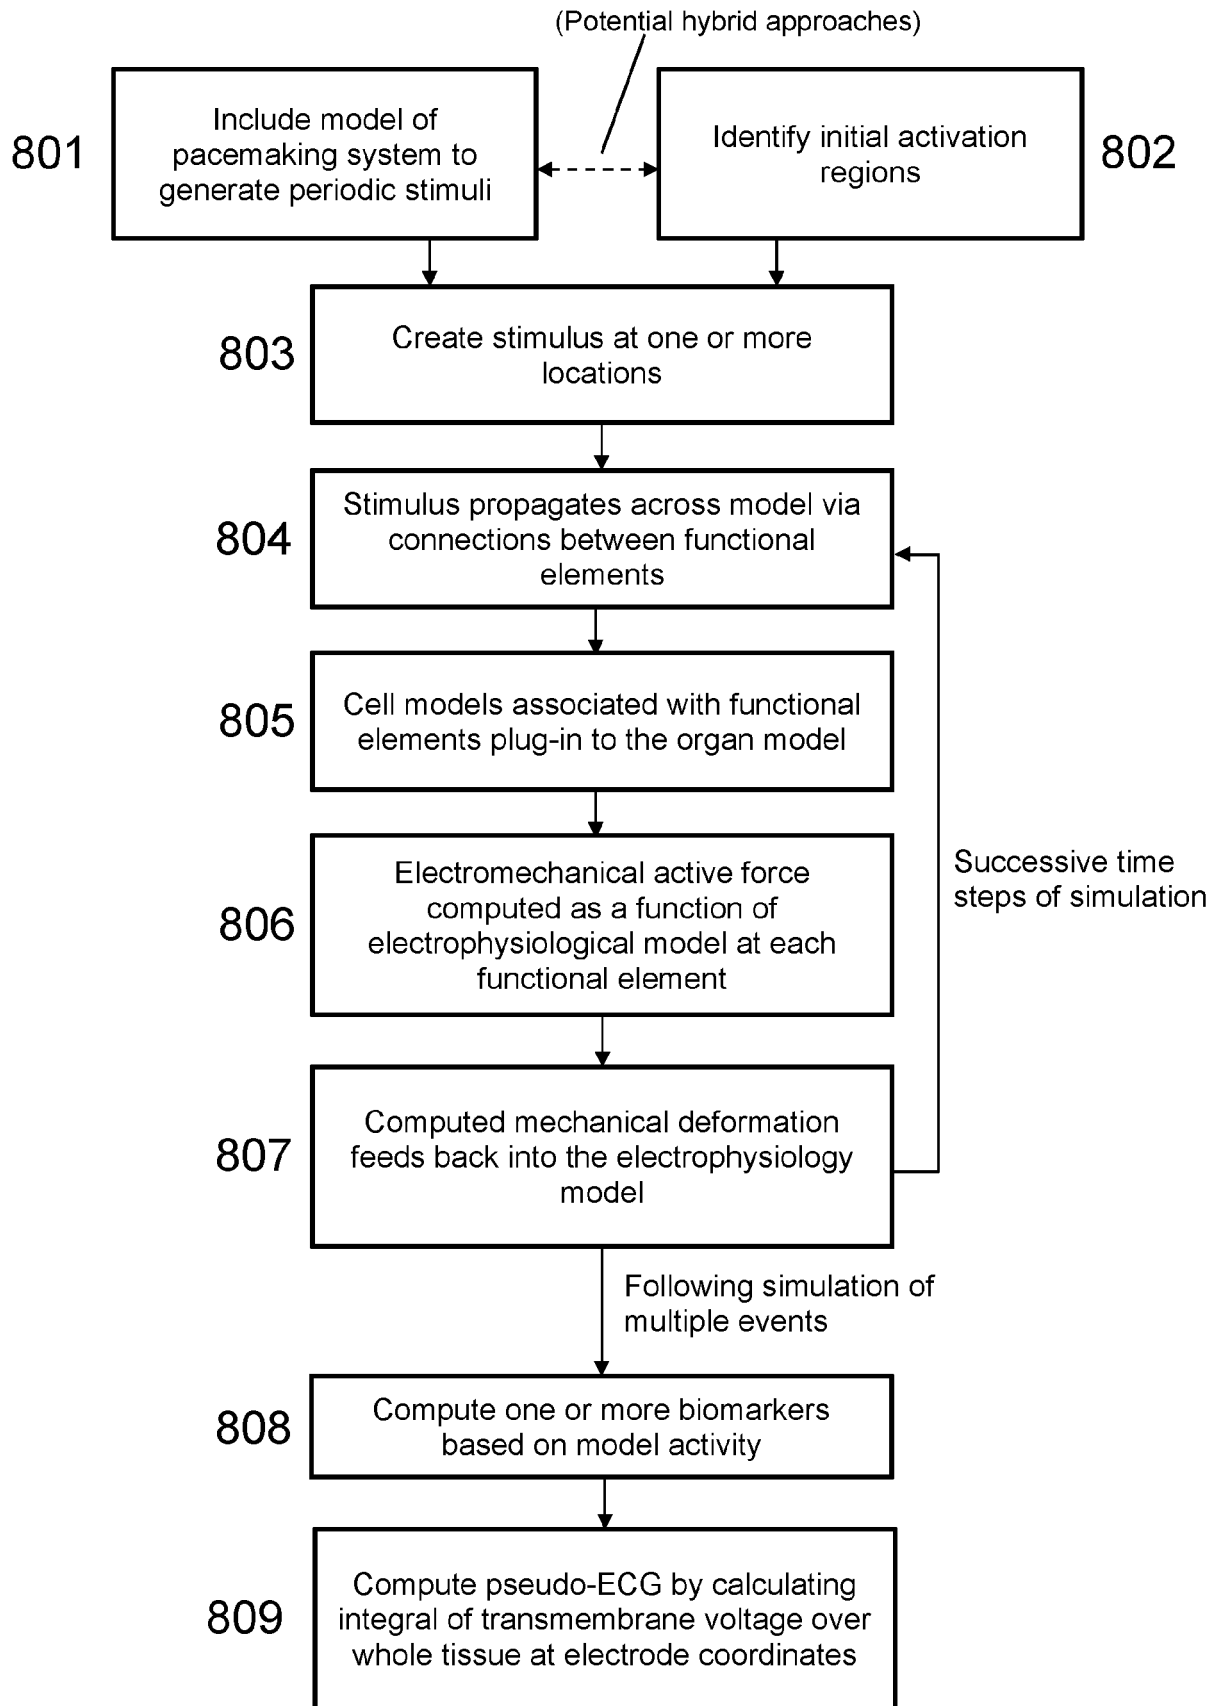 (Potential hybrid approaches)
801
Include model of
pacemaking system to
generate periodic stimuli
Identify initial activation
regions
802
803
Create stimulus at one or more
locations
804
Stimulus propagates across model via
connections between functional
elements
805
Cell models associated with functional
elements plug-in to the organ model
806
Electromechanical active force
computed as a function of
electrophysiological model at each
functional element
Successive time
steps of simulation
807
Computed mechanical deformation
feeds back into the electrophysiology
model
Following simulation of
multiple events
808
Compute one or more biomarkers
based on model activity
809
Compute pseudo-ECG by calculating
integral of transmembrane voltage over
whole tissue at electrode coordinates